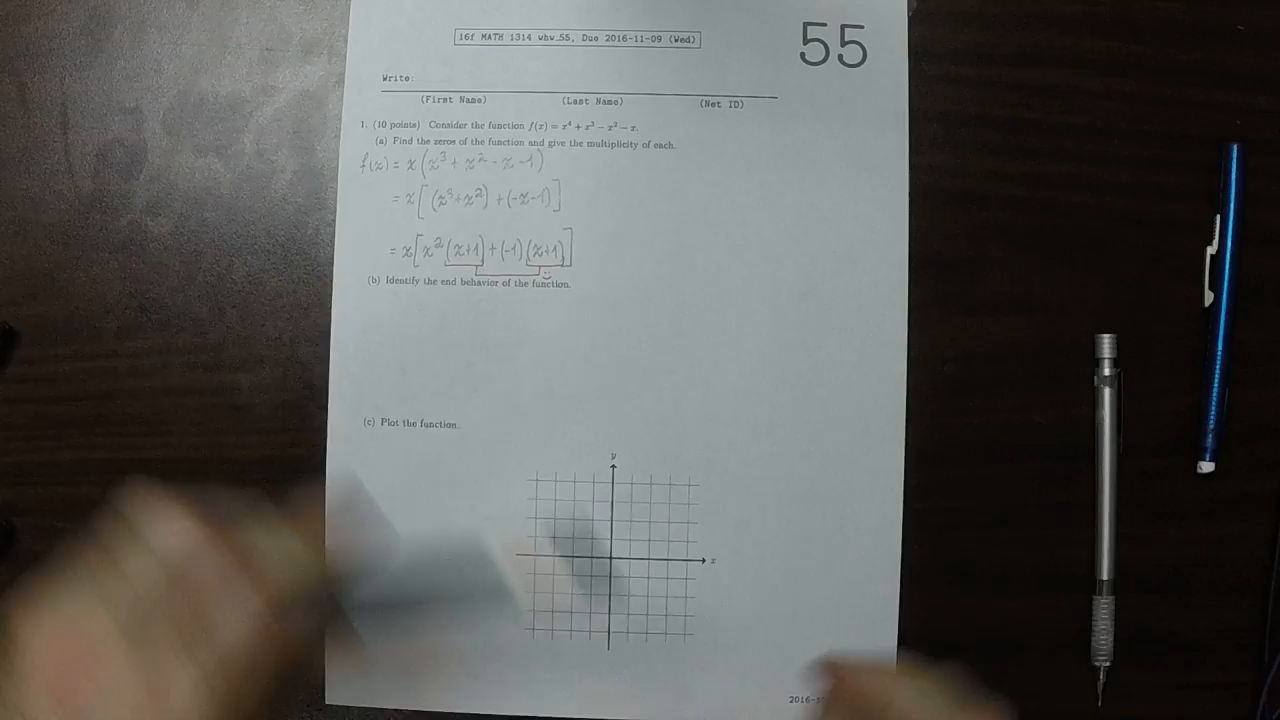 16f MATH 1314 whw_55, Due 2016-11-09 (Wed)
55
Write:
(First Name) (Last Name) (Net ID)
1. (10 points) Consider the function f(x) = x⁴ + x³ − x² − x.
(a) Find the zeros of the function and give the multiplicity of each.
f(x) = x(x³ + x² - x - 1)
= x[(x³+x²) + (-x-1)]
= x[x²(x+1) + (-1)(x+1)]
(b) Identify the end behavior of the function.
(c) Plot the function.
y
x